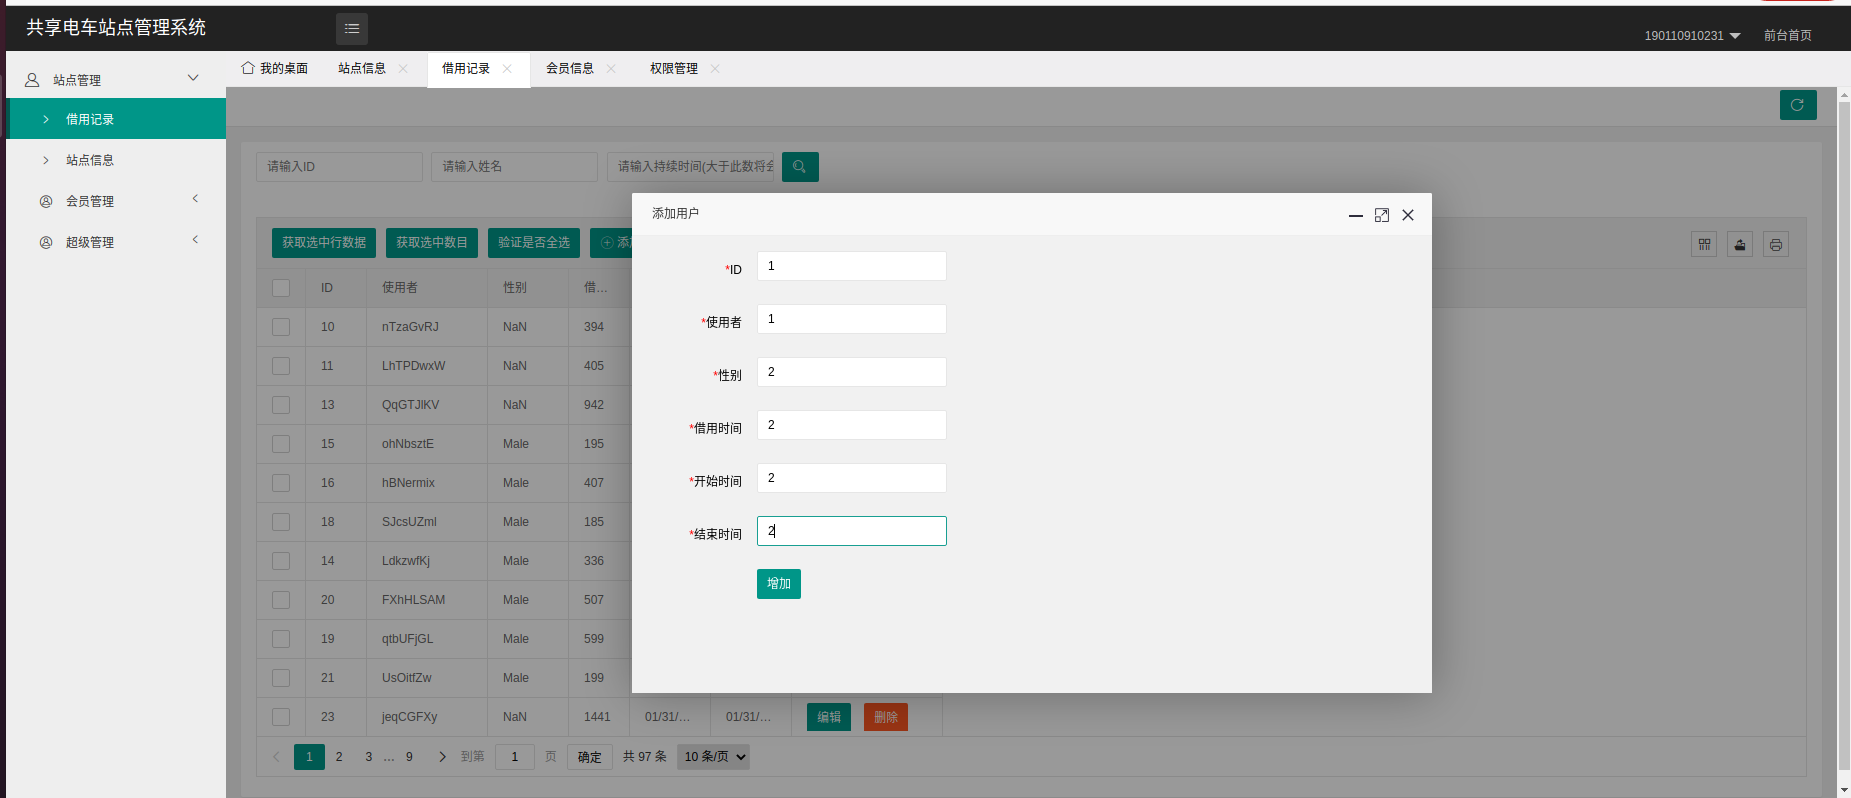 共享电车站点管理系统
190110910231
前台首页
站点管理
借用记录
站点信息
会员管理
超级管理
我的桌面
站点信息
借用记录
会员信息
权限管理
请输入ID
请输入姓名
请输入持续时间(大于此数将会
获取选中行数据
获取选中数目
验证是否全选
ID 使用者 性别 借...
10 nTzaGvRJ NaN 394
11 LhTPDwxW NaN 405
13 QqGTJlKV NaN 942
15 ohNbsztE Male 195
16 hBNermix Male 407
18 SJcsUZml Male 185
14 LdkzwfKj Male 336
20 FXhHLSAM Male 507
19 qtbUFjGL Male 599
21 UsOitfZw Male 199
23 jeqCGFXy NaN 1441 01/31/... 01/31/... 编辑 删除
1 2 3 ... 9 到第 1 页 确定 共 97 条 10 条/页
添加用户
*ID 1
*使用者 1
*性别 2
*借用时间 2
*开始时间 2
*结束时间 2
增加